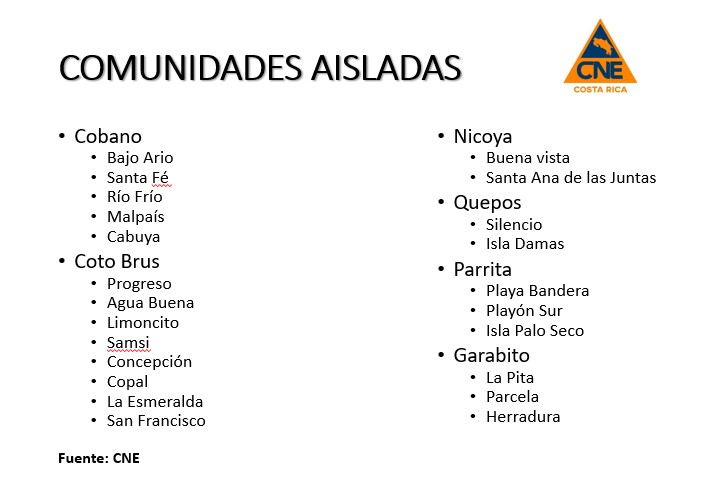 COMUNIDADES AISLADAS
CNE
COSTA RICA
• Cobano
• Bajo Ario
• Santa Fé
• Río Frío
• Malpaís
• Cabuya
• Coto Brus
• Progreso
• Agua Buena
• Limoncito
• Samsi
• Concepción
• Copal
• La Esmeralda
• San Francisco
• Nicoya
• Buena vista
• Santa Ana de las Juntas
• Quepos
• Silencio
• Isla Damas
• Parrita
• Playa Bandera
• Playón Sur
• Isla Palo Seco
• Garabito
• La Pita
• Parcela
• Herradura
Fuente: CNE